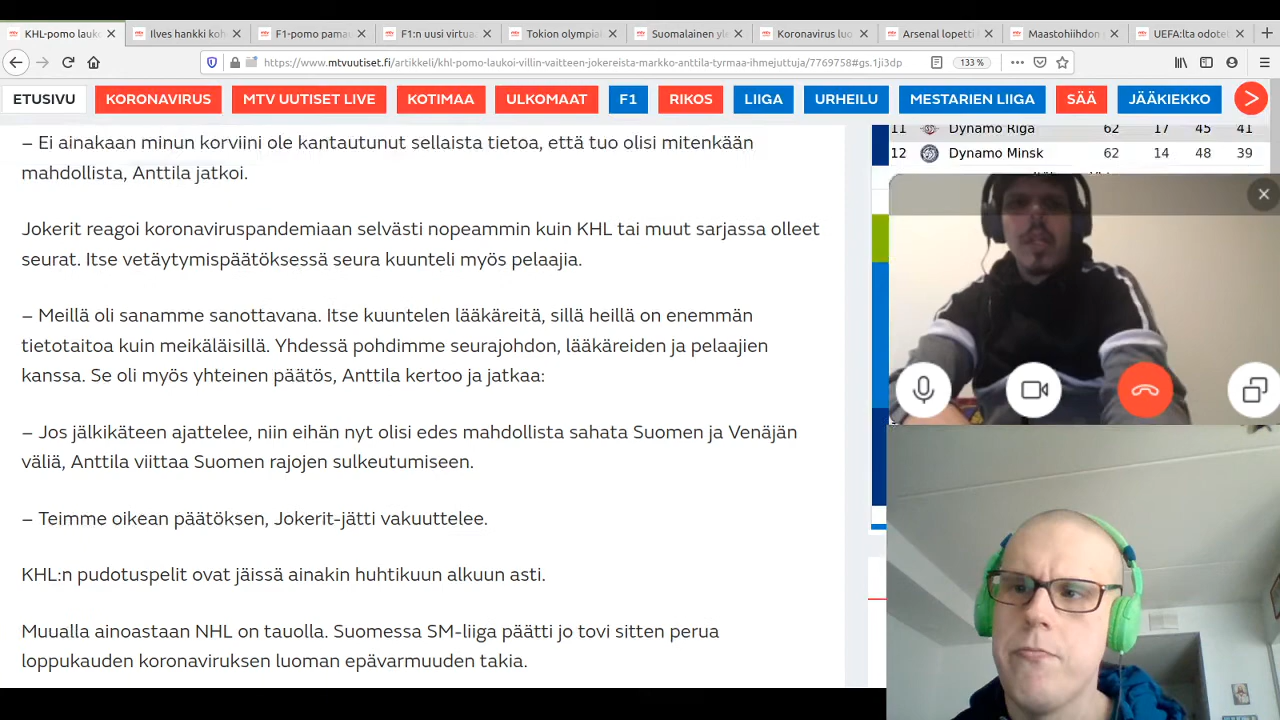 KHL-pomo lauko
Ilves hankki koh
F1-pomo pamau
F1:n uusi virtua
Tokion olympial
Suomalainen yle
Koronavirus luo
Arsenal lopetti
Maastohiihdon
UEFA:lta odotel
https://www.mtvuutiset.fi/artikkeli/khl-pomo-laukoi-villin-vaitteen-jokereista-markko-anttila-tyrmaa-ihmejuttuja/7769758#gs.1ji3dp
133 %
ETUSIVU KORONAVIRUS MTV UUTISET LIVE KOTIMAA ULKOMAAT F1 RIKOS LIIGA URHEILU MESTARIEN LIIGA SÄÄ JÄÄKIEKKO
11 Dynamo Riga 62 17 45 41
12 Dynamo Minsk 62 14 48 39
– Ei ainakaan minun korviini ole kantautunut sellaista tietoa, että tuo olisi mitenkään
mahdollista, Anttila jatkoi.
Jokerit reagoi koronaviruspandemiaan selvästi nopeammin kuin KHL tai muut sarjassa olleet
seurat. Itse vetäytymispäätöksessä seura kuunteli myös pelaajia.
– Meillä oli sanamme sanottavana. Itse kuuntelen lääkäreitä, sillä heillä on enemmän
tietotaitoa kuin meikäläisillä. Yhdessä pohdimme seurajohdon, lääkäreiden ja pelaajien
kanssa. Se oli myös yhteinen päätös, Anttila kertoo ja jatkaa:
– Jos jälkikäteen ajattelee, niin eihän nyt olisi edes mahdollista sahata Suomen ja Venäjän
väliä, Anttila viittaa Suomen rajojen sulkeutumiseen.
– Teimme oikean päätöksen, Jokerit-jätti vakuuttelee.
KHL:n pudotuspelit ovat jäissä ainakin huhtikuun alkuun asti.
Muualla ainoastaan NHL on tauolla. Suomessa SM-liiga päätti jo tovi sitten perua
loppukauden koronaviruksen luoman epävarmuuden takia.